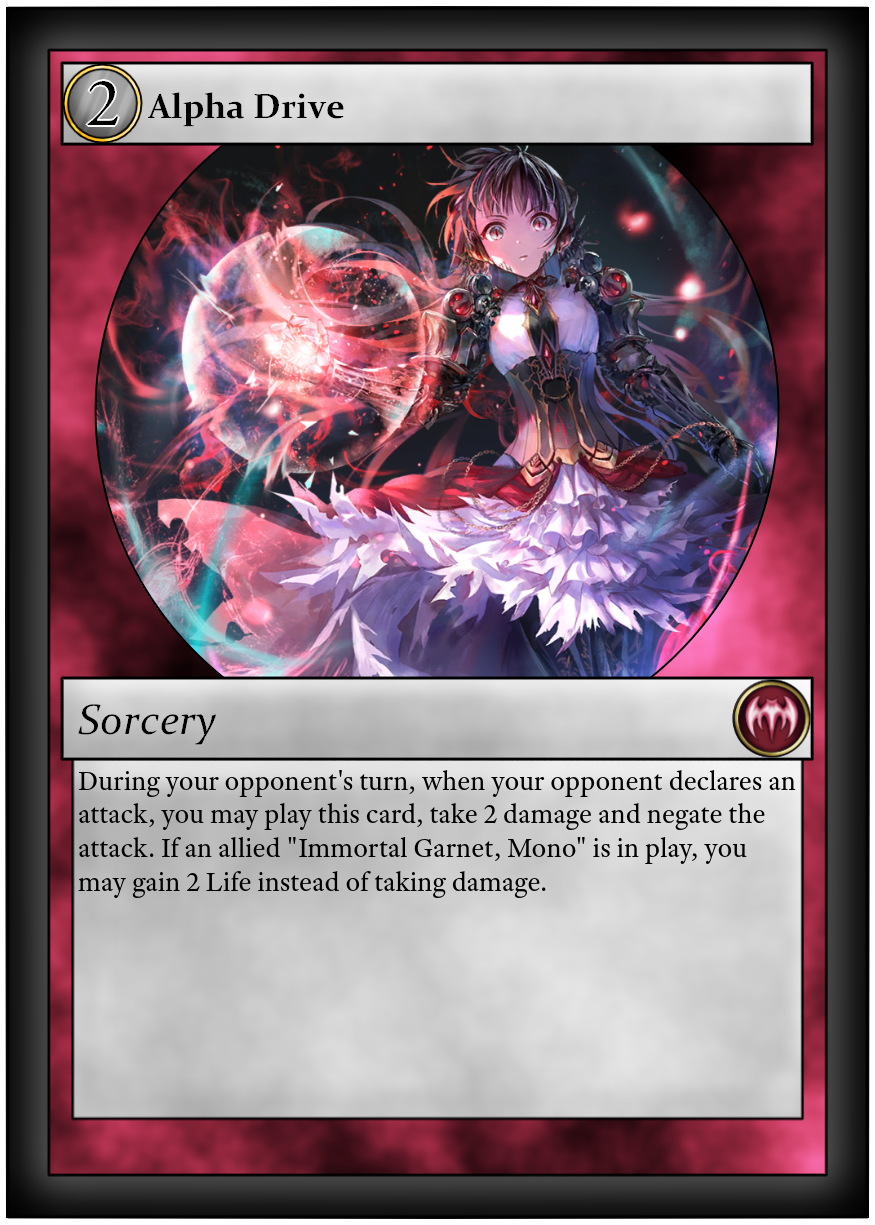 2 Alpha Drive
Sorcery
During your opponent's turn, when your opponent declares an
attack, you may play this card, take 2 damage and negate the
attack. If an allied "Immortal Garnet, Mono" is in play, you
may gain 2 Life instead of taking damage.